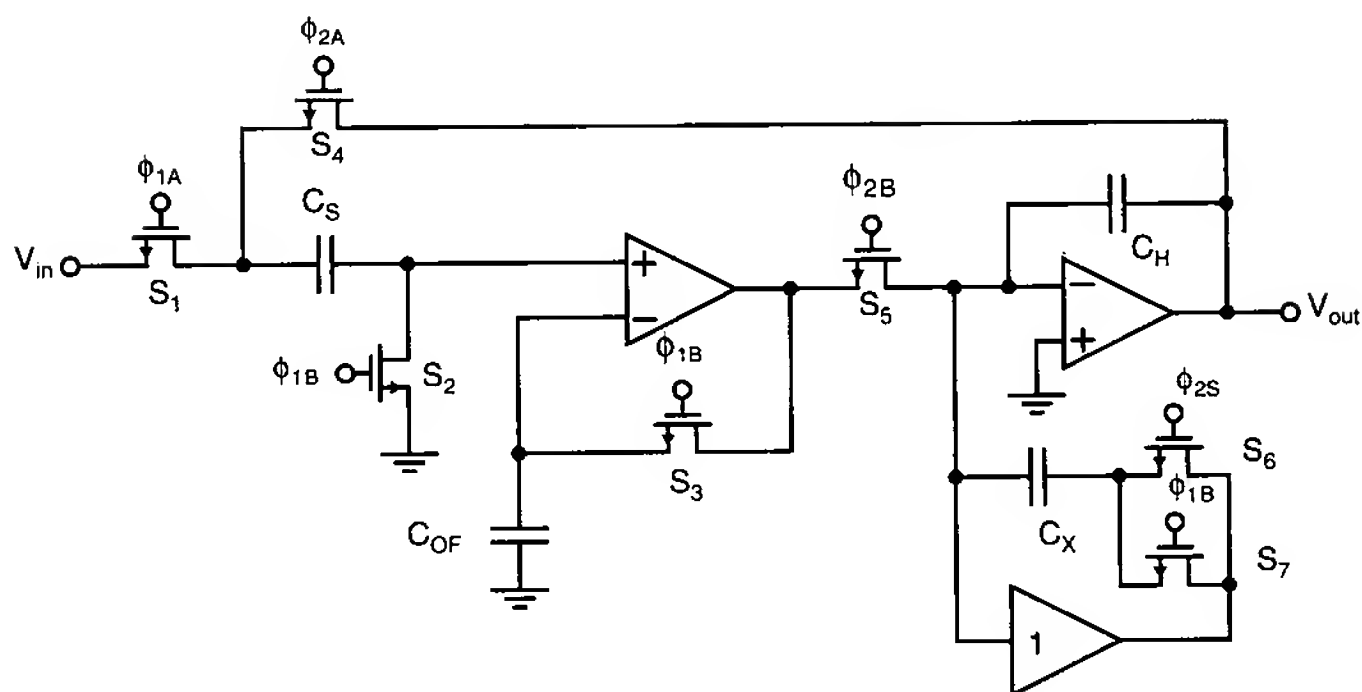 ϕ2A
S4
ϕ1A
CS
ϕ2B
CH
Vin
S1
+
−
S5
−
+
Vout
ϕ1B
S2
ϕ1B
S3
ϕ2S
S6
COF
CX
ϕ1B
S7
1